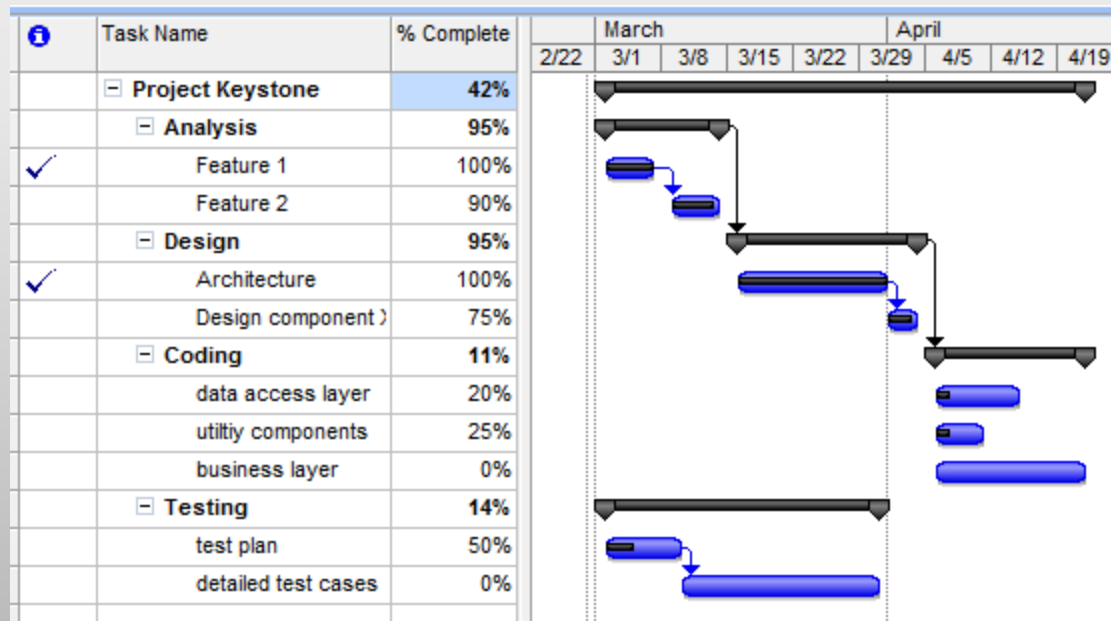 Task Name % Complete March April
2/22 3/1 3/8 3/15 3/22 3/29 4/5 4/12 4/19
Project Keystone 42%
Analysis 95%
Feature 1 100%
Feature 2 90%
Design 95%
Architecture 100%
Design component 75%
Coding 11%
data access layer 20%
utiltiy components 25%
business layer 0%
Testing 14%
test plan 50%
detailed test cases 0%